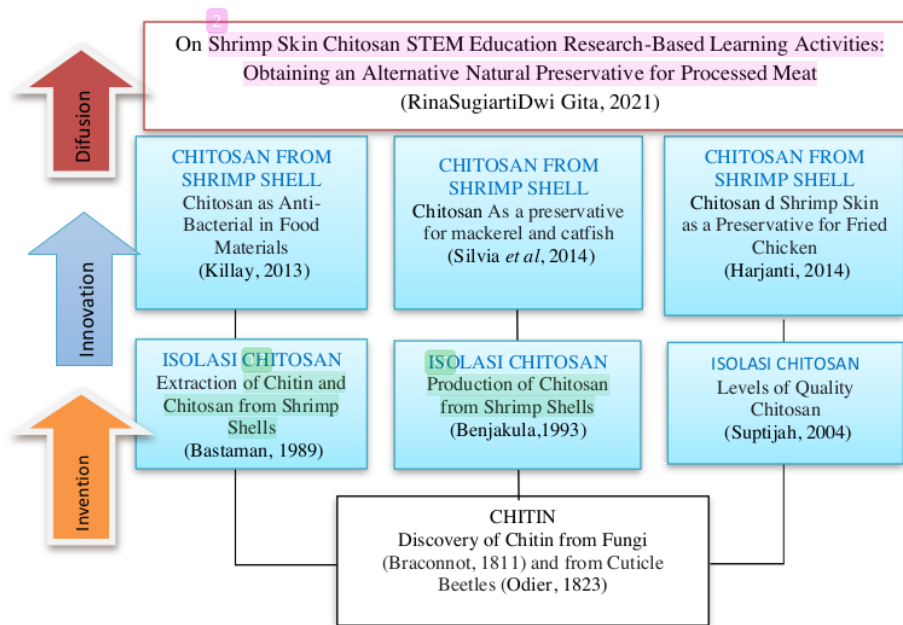 2
On Shrimp Skin Chitosan STEM Education Research-Based Learning Activities:
Obtaining an Alternative Natural Preservative for Processed Meat
(RinaSugiartiDwi Gita, 2021)
Difusion
CHITOSAN FROM
SHRIMP SHELL
Chitosan as Anti-
Bacterial in Food
Materials
(Killay, 2013)
CHITOSAN FROM
SHRIMP SHELL
Chitosan As a preservative
for mackerel and catfish
(Silvia et al, 2014)
CHITOSAN FROM
SHRIMP SHELL
Chitosan d Shrimp Skin
as a Preservative for Fried
Chicken
(Harjanti, 2014)
Innovation
ISOLASI CHITOSAN
Extraction of Chitin and
Chitosan from Shrimp
Shells
(Bastaman, 1989)
ISOLASI CHITOSAN
Production of Chitosan
from Shrimp Shells
(Benjakula,1993)
ISOLASI CHITOSAN
Levels of Quality
Chitosan
(Suptijah, 2004)
Invention
CHITIN
Discovery of Chitin from Fungi
(Braconnot, 1811) and from Cuticle
Beetles (Odier, 1823)